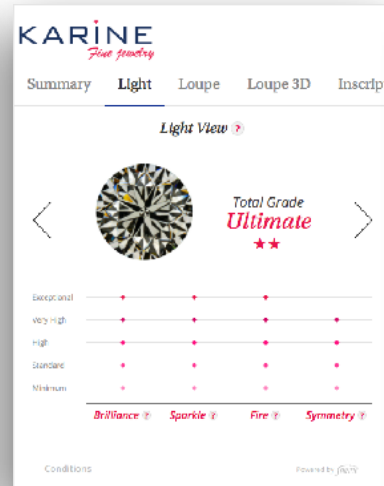 KARINE
Fine jewelry
Summary Light Loupe Loupe 3D Inscrip
Light View ?
Total Grade
Ultimate
Exceptional
Very High
High
Standard
Minimum
Brilliance ? Sparkle ? Fire ? Symmetry ?
Conditions
Powered by